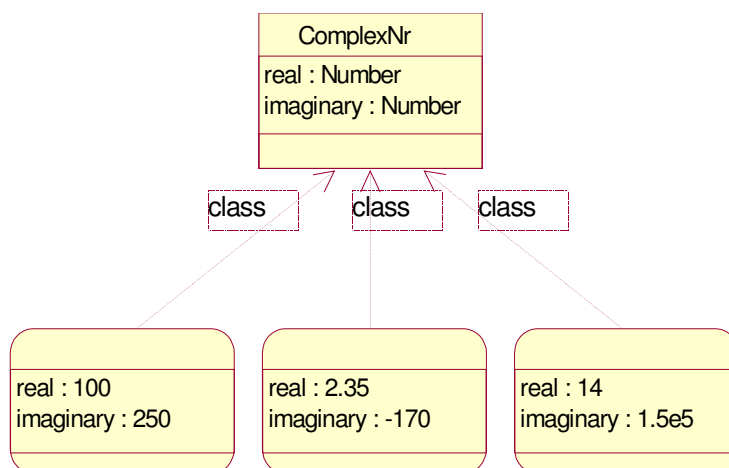 ComplexNr
real : Number
imaginary : Number
class
class
class
real : 100
imaginary : 250
real : 2.35
imaginary : -170
real : 14
imaginary : 1.5e5